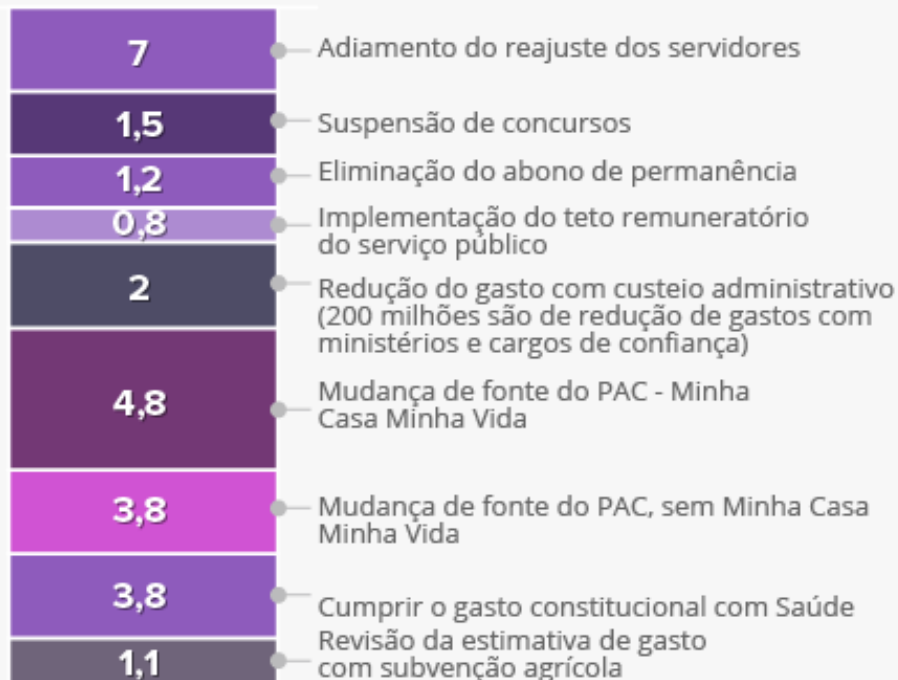 7
Adiamento do reajuste dos servidores
1,5
Suspensão de concursos
1,2
Eliminação do abono de permanência
0,8
Implementação do teto remuneratório
do serviço público
2
Redução do gasto com custeio administrativo
(200 milhões são de redução de gastos com
ministérios e cargos de confiança)
4,8
Mudança de fonte do PAC - Minha
Casa Minha Vida
3,8
Mudança de fonte do PAC, sem Minha Casa
Minha Vida
3,8
Cumprir o gasto constitucional com Saúde
1,1
Revisão da estimativa de gasto
com subvenção agrícola